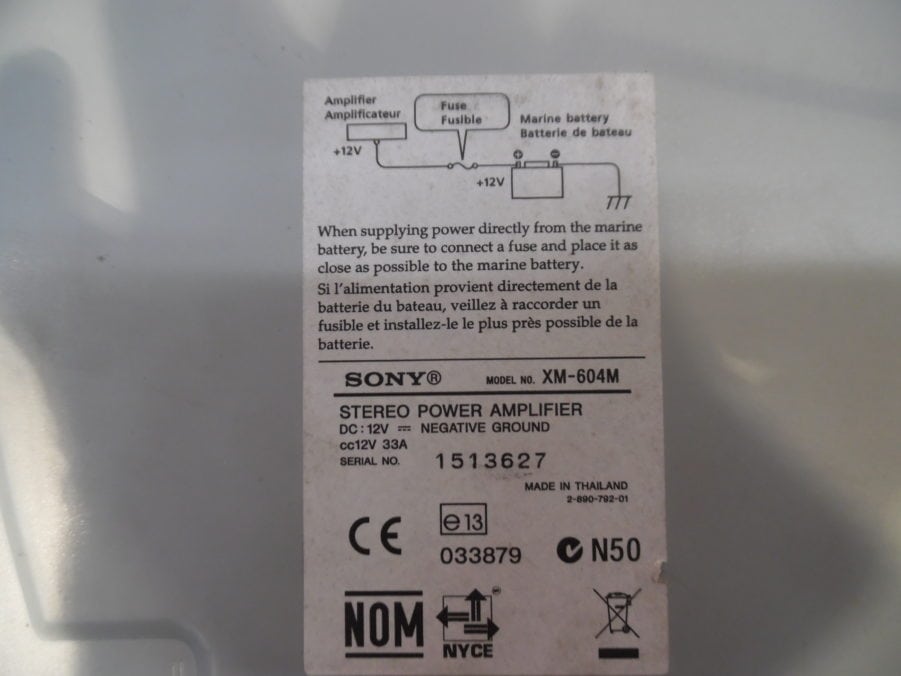 Amplifier
Amplificateur
Fuse
Fusible
Marine battery
Batterie de bateau
+12V
+12V
When supplying power directly from the marine
battery, be sure to connect a fuse and place it as
close as possible to the marine battery.
Si l'alimentation provient directement de la
batterie du bateau, veillez à raccorder un
fusible et installez-le le plus près possible de la
batterie.
SONY® MODEL NO. XM-604M
STEREO POWER AMPLIFIER
DC:12V ⎓ NEGATIVE GROUND
cc12V 33A
SERIAL NO. 1513627
MADE IN THAILAND
2-890-792-01
CE
e13
033879
N50
NOM
NYCE